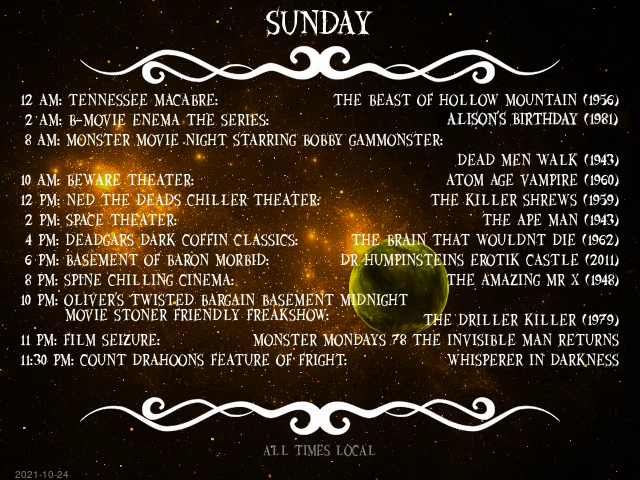 SUNDAY
12 AM: TENNESSEE MACABRE: THE BEAST OF HOLLOW MOUNTAIN (1956)
2 AM: B-MOVIE ENEMA THE SERIES: ALISON'S BIRTHDAY (1981)
8 AM: MONSTER MOVIE NIGHT STARRING BOBBY GAMMONSTER:
DEAD MEN WALK (1943)
10 AM: BEWARE THEATER: ATOM AGE VAMPIRE (1960)
12 PM: NED THE DEADS CHILLER THEATER: THE KILLER SHREWS (1959)
2 PM: SPACE THEATER: THE APE MAN (1943)
4 PM: DEADGARS DARK COFFIN CLASSICS: THE BRAIN THAT WOULDNT DIE (1962)
6 PM: BASEMENT OF BARON MORBID: DR HUMPINSTEINS EROTIK CASTLE (2011)
8 PM: SPINE CHILLING CINEMA: THE AMAZING MR X (1948)
10 PM: OLIVER'S TWISTED BARGAIN BASEMENT MIDNIGHT
MOVIE STONER FRIENDLY FREAKSHOW: THE DRILLER KILLER (1979)
11 PM: FILM SEIZURE: MONSTER MONDAYS 78 THE INVISIBLE MAN RETURNS
11:30 PM: COUNT DRAHOONS FEATURE OF FRIGHT: WHISPERER IN DARKNESS
ALL TIMES LOCAL
2021-10-24